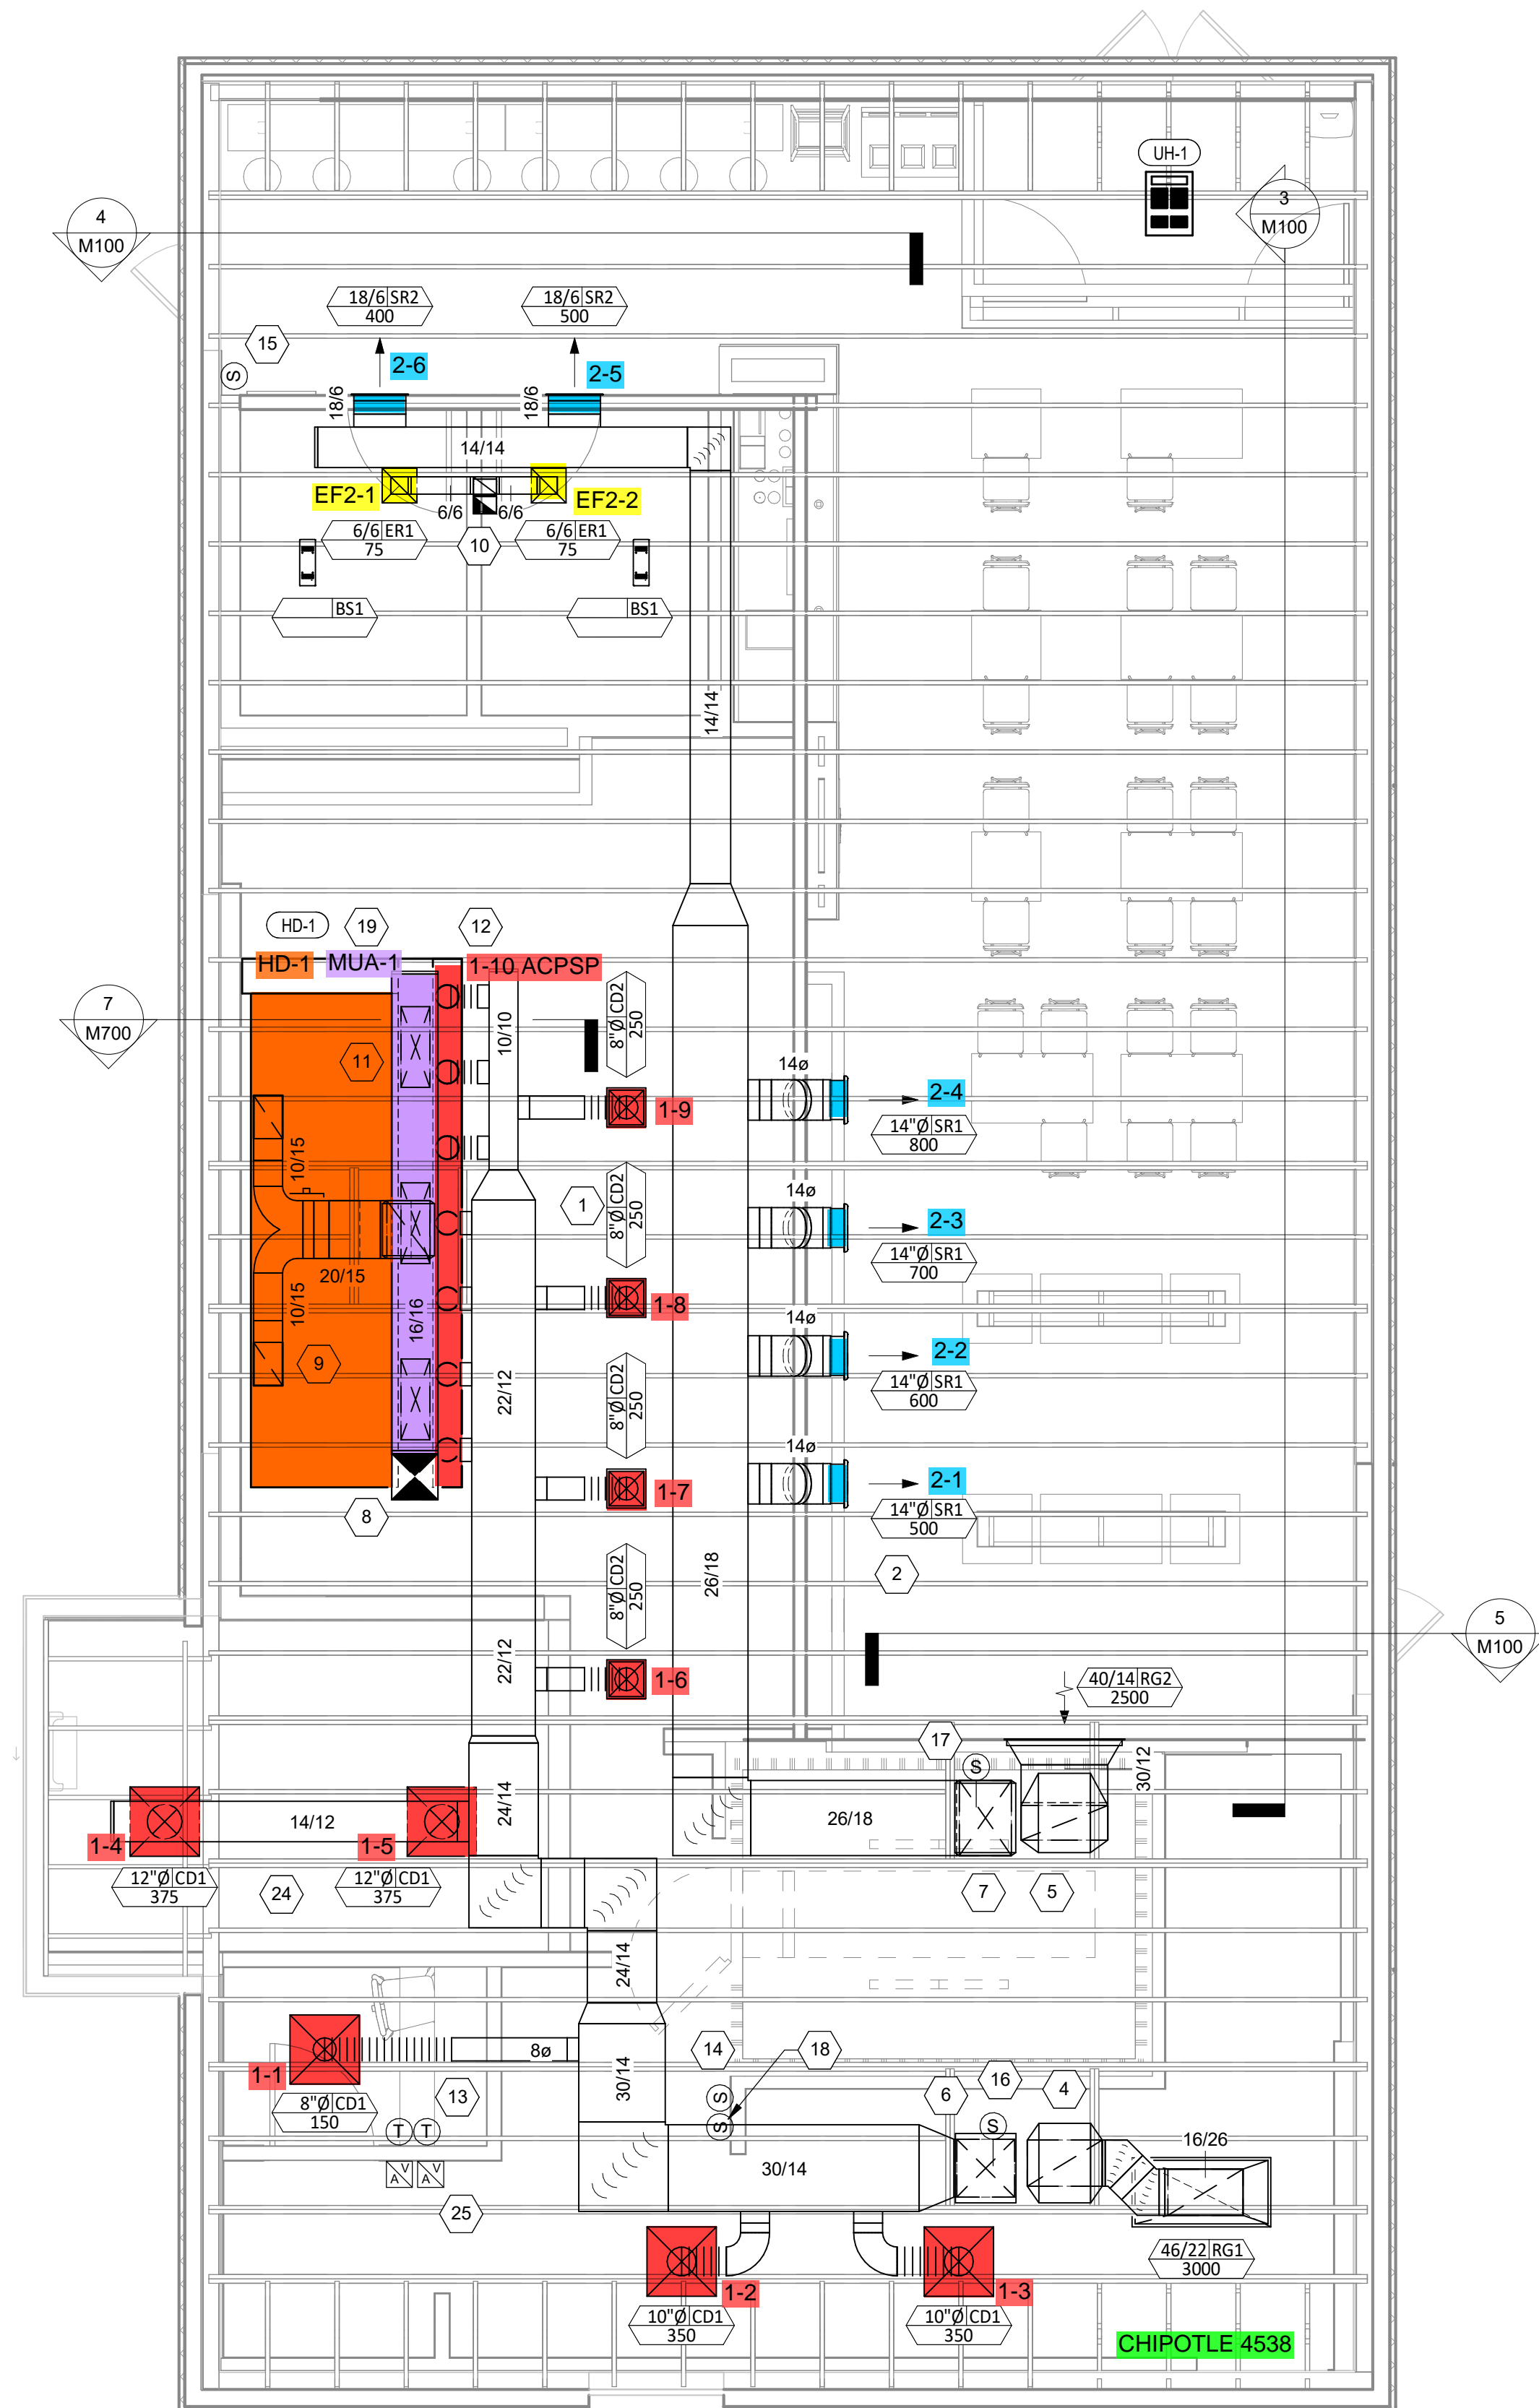 UH-1
3
M100
4
M100
18/6 SR2
400
18/6 SR2
500
15
S
2-6
2-5
18/6
18/6
14/14
EF2-1
EF2-2
6/6
6/6
6/6 ER1
75
10
6/6 ER1
75
BS1
BS1
14/14
HD-1
19
12
HD-1
MUA-1
1-10 ACPSP
7
M700
10/10
8"Ø CD2
250
11
14ø
2-4
1-9
14"Ø SR1
800
10/15
1
8"Ø CD2
250
14ø
2-3
14"Ø SR1
700
20/15
10/15
16/16
1-8
14ø
2-2
9
22/12
8"Ø CD2
250
14"Ø SR1
600
14ø
2-1
1-7
8
14"Ø SR1
500
26/18
2
8"Ø CD2
250
5
M100
22/12
1-6
40/14 RG2
2500
17
S
30/12
24/14
14/12
26/18
1-4
1-5
12"Ø CD1
375
24
12"Ø CD1
375
7
5
24/14
8ø
14
18
1-1
30/14
16
4
6
8"Ø CD1
150
13
S
S
S
T
T
30/14
16/26
A V
A V
25
46/22 RG1
3000
1-2
1-3
10"Ø CD1
350
10"Ø CD1
350
CHIPOTLE 4538